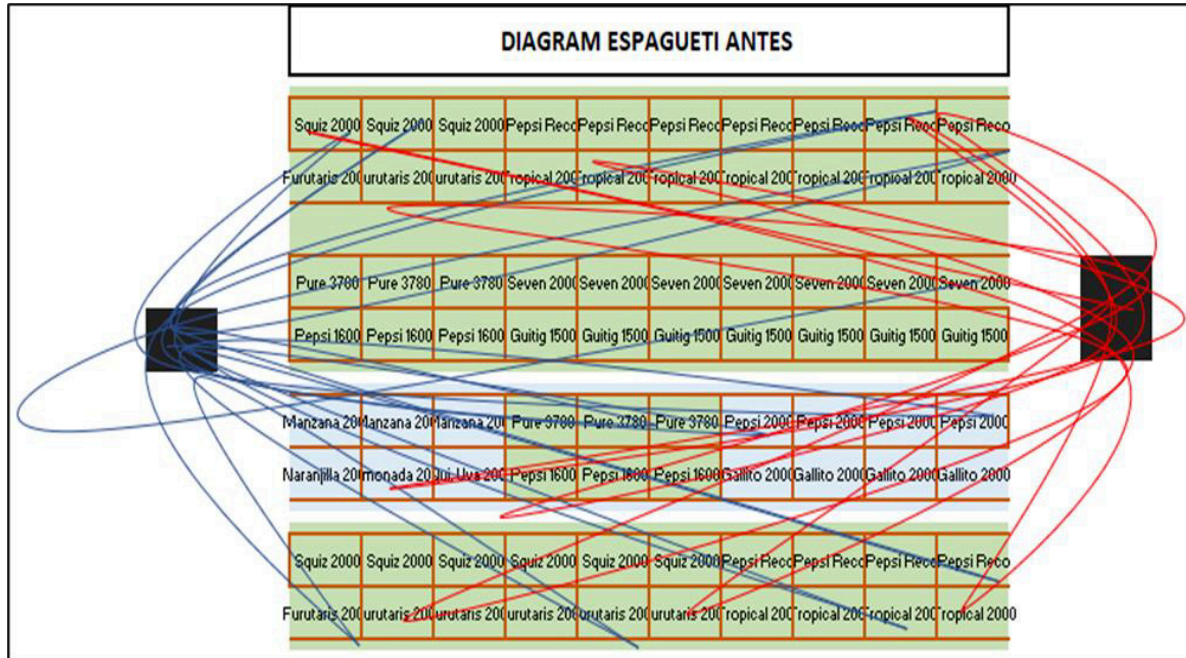 DIAGRAM ESPAGUETI ANTES
Squiz 2000 Squiz 2000 Squiz 2000 Pepsi Reco Pepsi Reco Pepsi Reco Pepsi Reco Pepsi Reco Pepsi Reco Pepsi Reco
Furutaris 200 urutaris 200 urutaris 200 ropical 200 ropical 200 ropical 200 ropical 200 ropical 200 ropical 200 ropical 2000
Pure 3780 Pure 3780 Pure 3780 Seven 2000 Seven 2000 Seven 2000 Seven 2000 Seven 2000 Seven 2000 Seven 2000
Pepsi 1600 Pepsi 1600 Pepsi 1600 Guitig 1500 Guitig 1500 Guitig 1500 Guitig 1500 Guitig 1500 Guitig 1500 Guitig 1500
Manzana 200 Manzana 200 Manzana 200 Pure 3780 Pure 3780 Pure 3780 Pepsi 2000 Pepsi 2000 Pepsi 2000 Pepsi 2000
Naranjilla 200 monada 20 Jui. Uva 200 Pepsi 1600 Pepsi 1600 Pepsi 1600 Gallito 2000 Gallito 2000 Gallito 2000 Gallito 2000
Squiz 2000 Squiz 2000 Squiz 2000 Squiz 2000 Squiz 2000 Squiz 2000 Pepsi Reco Pepsi Reco Pepsi Reco Pepsi Reco
Furutaris 200 urutaris 200 urutaris 200 urutaris 200 urutaris 200 urutaris 200 ropical 200 ropical 200 ropical 200 ropical 2000